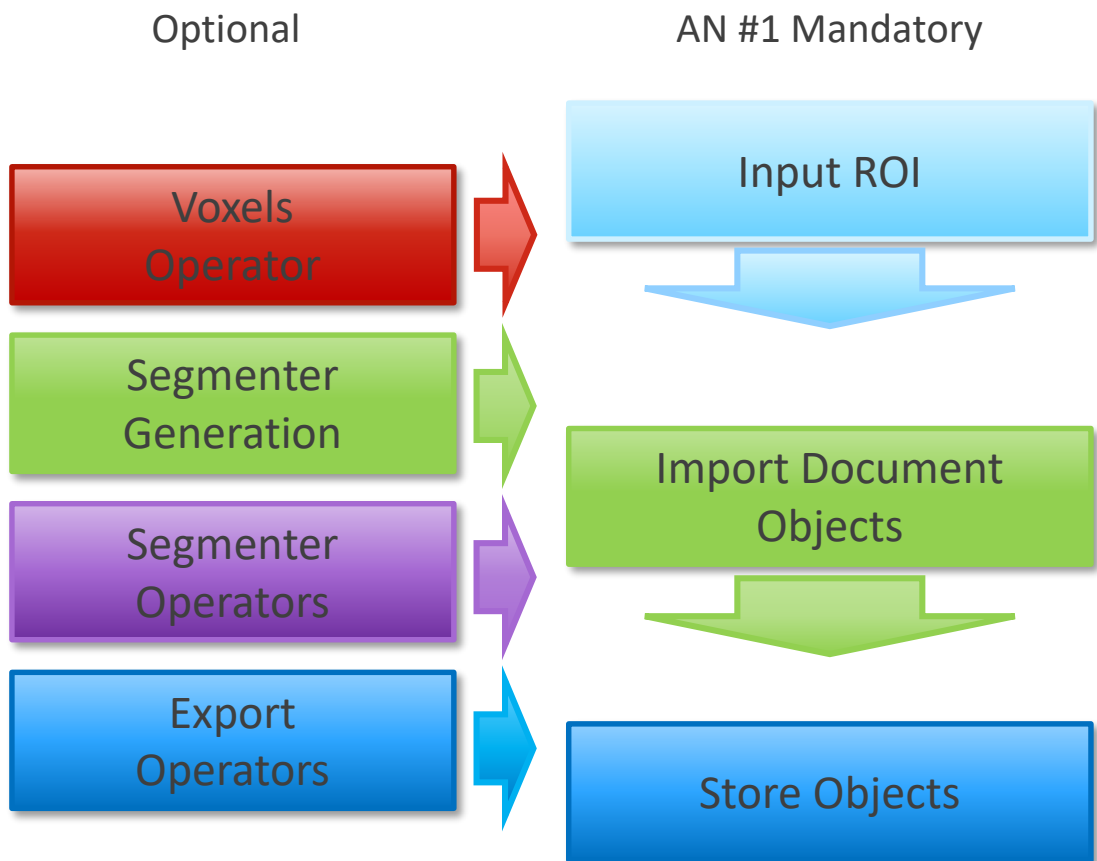 Optional
AN #1 Mandatory
Input ROI
Voxels
Operator
Segmenter
Generation
Import Document
Objects
Segmenter
Operators
Export
Operators
Store Objects